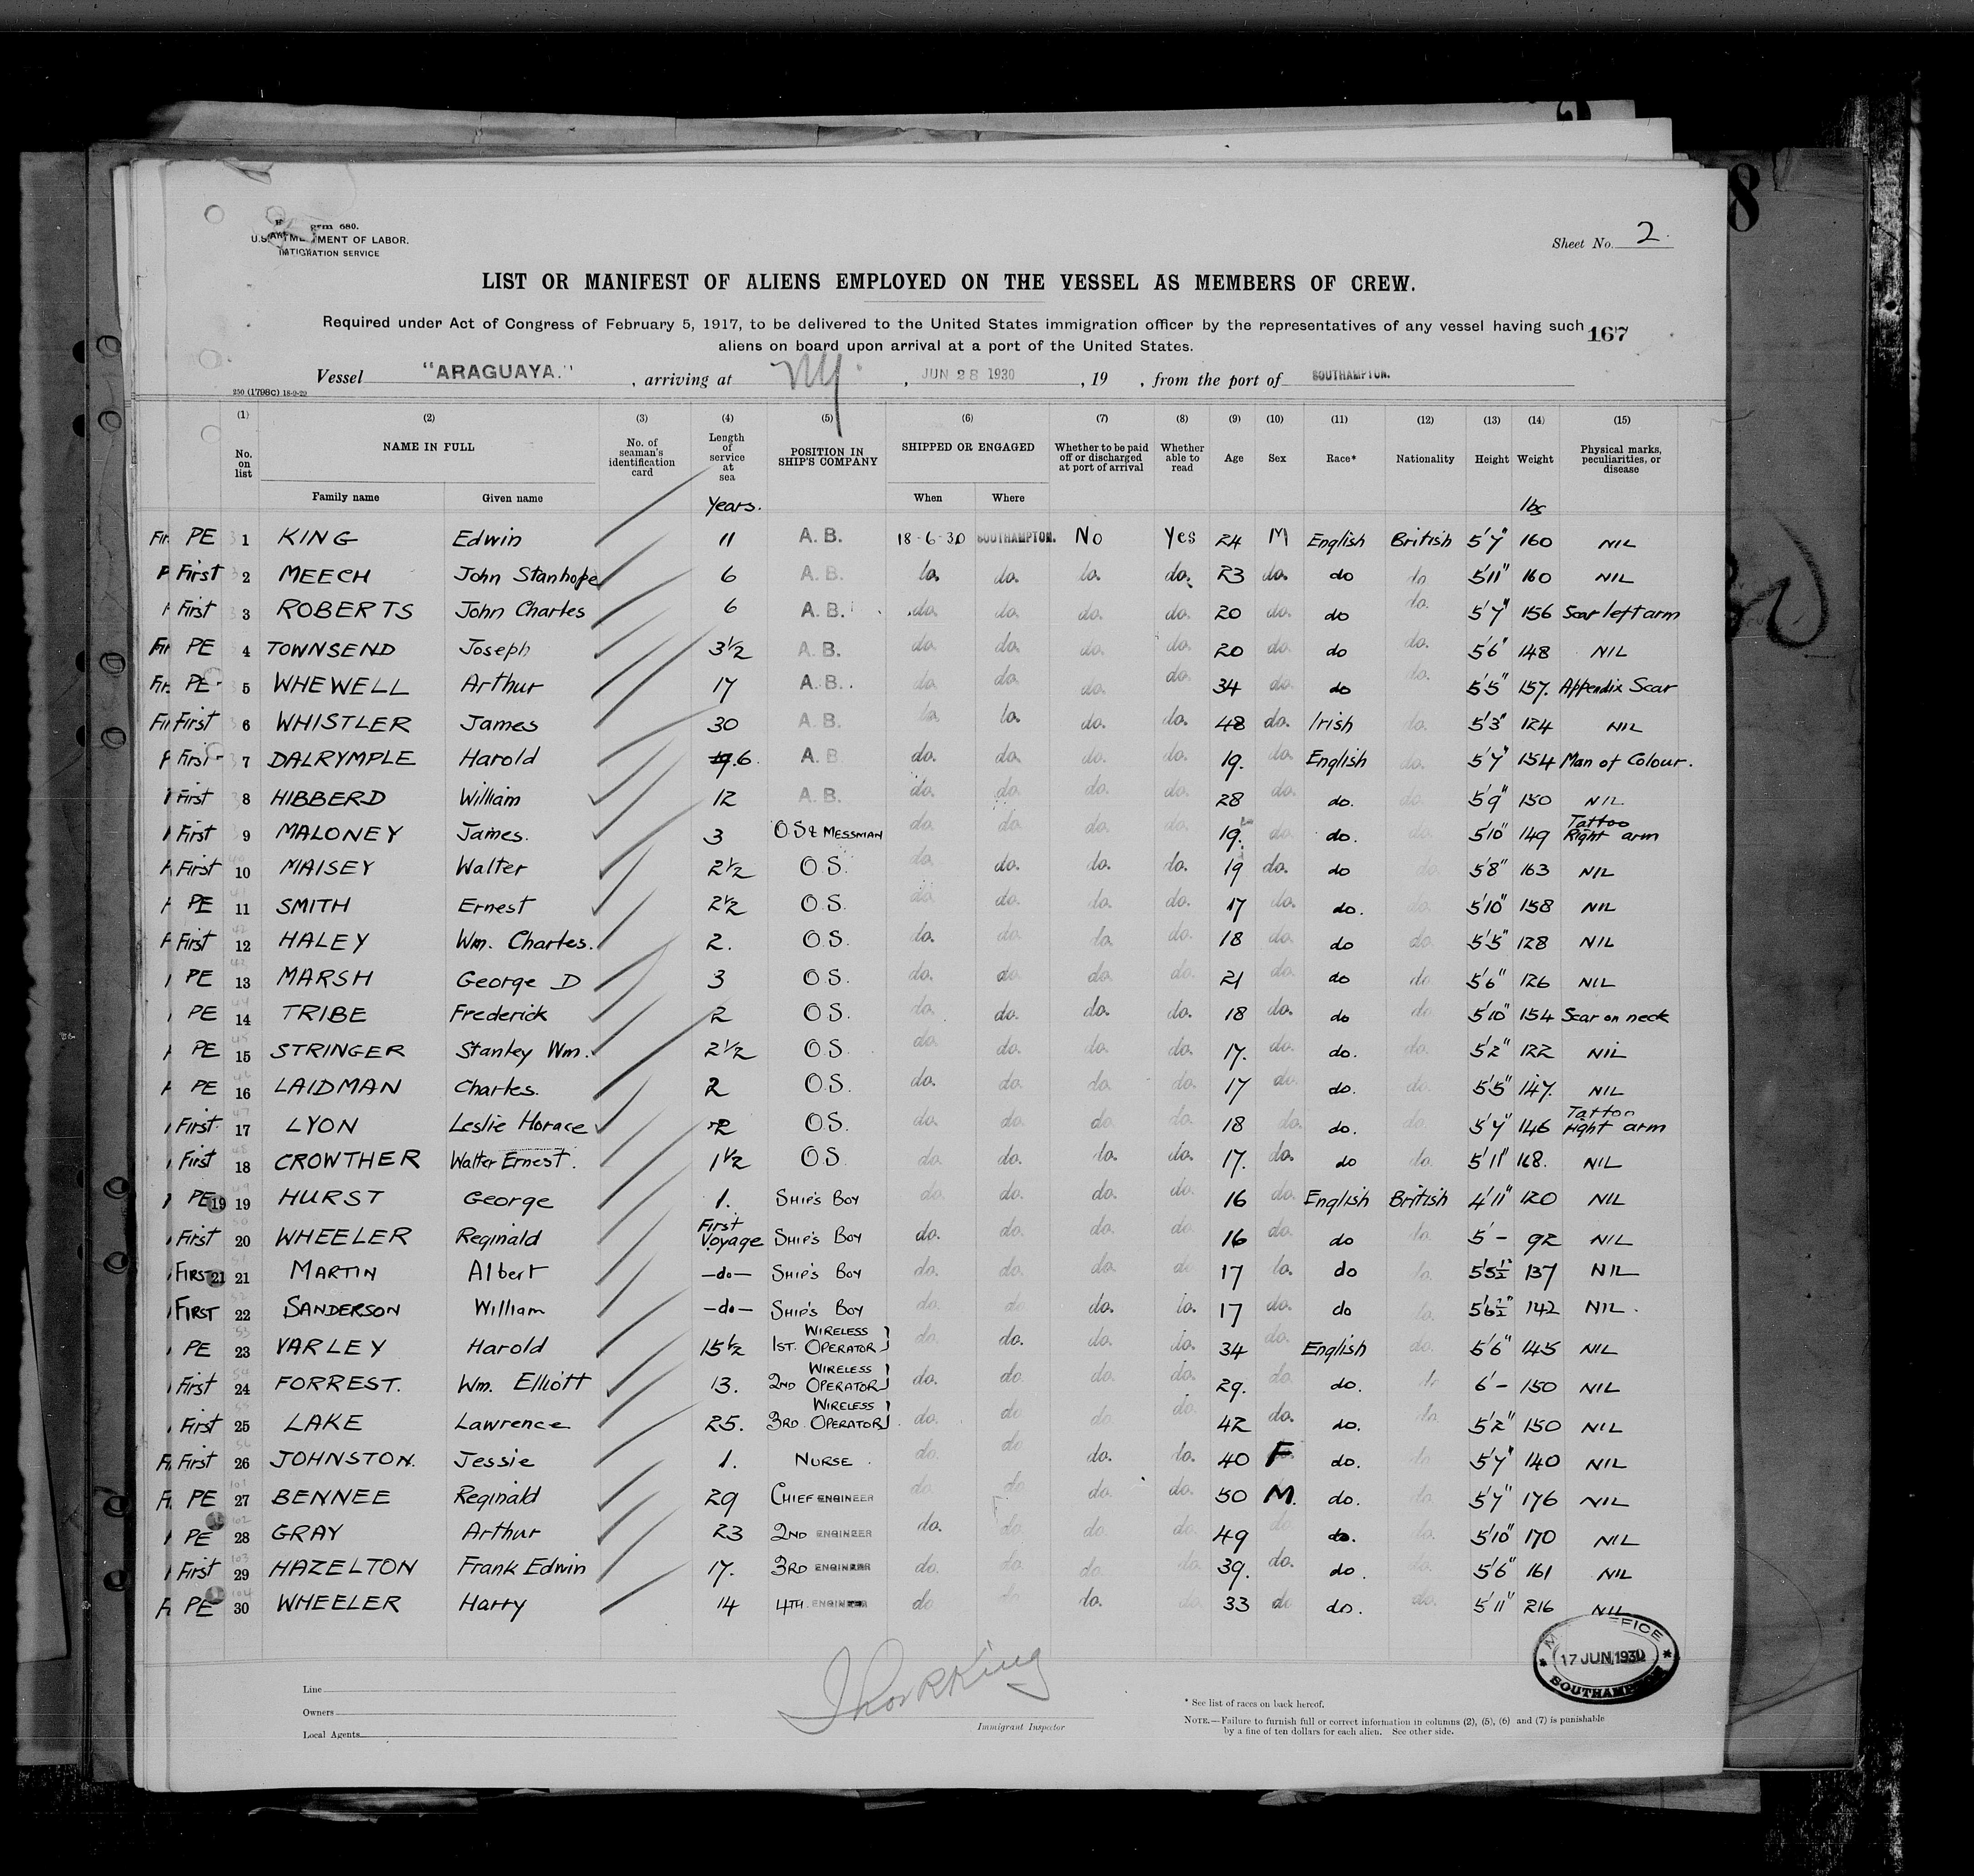 Form 680.
U.S. DEPARTMENT OF LABOR.
IMMIGRATION SERVICE
Sheet No. 2.
8
LIST OR MANIFEST OF ALIENS EMPLOYED ON THE VESSEL AS MEMBERS OF CREW.
Required under Act of Congress of February 5, 1917, to be delivered to the United States immigration officer by the representatives of any vessel having such
aliens on board upon arrival at a port of the United States.
167
Vessel "ARAGUAYA." , arriving at NY , JUN 28 1930 , 19 , from the port of SOUTHAMPTON.
250 (1798c) 18-9-29
(1) (2) (3) (4) (5) (6) (7) (8) (9) (10) (11) (12) (13) (14) (15)
No. on list NAME IN FULL No. of seaman's identification card Length of service at sea POSITION IN SHIP'S COMPANY SHIPPED OR ENGAGED Whether to be paid off or discharged at port of arrival Whether able to read Age Sex Race* Nationality Height Weight Physical marks, peculiarities, or disease
Family name Given name When Where
Years. lbs
PE 1 KING Edwin 11 A. B. 18-6-30 SOUTHAMPTON. No Yes 24 M English British 5'7" 160 NIL
First 2 MEECH John Stanhope 6 A. B. do. do. do. do. 23 do. do do 5'11" 160 NIL
First 3 ROBERTS John Charles 6 A. B. do. do. do. do. 20 do. do do. 5'7" 156 Scar left arm
PE 4 TOWNSEND Joseph 3½ A. B. do. do. do. do. 20 do. do do. 5'6" 148 NIL
PE 5 WHEWELL Arthur 17 A. B. do. do. do. do. 34 do. do do. 5'5" 157. Appendix Scar
First 6 WHISTLER James 30 A. B. do. do. do. do. 48 do. Irish do. 5'3" 124 NIL
First 7 DALRYMPLE Harold 6. A. B do. do. do. do. 19. do English do. 5'7" 154 Man of Colour.
First 8 HIBBERD William 12 A. B. do. do. do. do. 28 do. do. do. 5'9" 150 NIL
First 9 MALONEY James. 3 O.S & MESSMAN do. do. do. do. 19. do. do. do. 5'10" 149 Tattoo Right arm
First 10 MAISEY Walter 2½ O.S. do. do. do. do. 19 do. do do. 5'8" 163 NIL
PE 11 SMITH Ernest 2½ O.S. do. do. do. do. 17 do. do. do. 5'10" 158 NIL
First 12 HALEY Wm. Charles. 2. O.S. do. do. do. do. 18 do. do do. 5'5" 128 NIL
PE 13 MARSH George D 3 O.S. do. do. do. do. 21 do. do do 5'6" 126 NIL
PE 14 TRIBE Frederick 2 O.S. do. do. do. do. 18 do. do do 5'10" 154 Scar on neck
PE 15 STRINGER Stanley Wm. 2½ O.S. do. do. do. do. 17. do. do. do. 5'2" 122 NIL
PE 16 LAIDMAN Charles. 2 O.S. do. do. do. do. 17 do. do. do. 5'5" 147. NIL
First 17 LYON Leslie Horace 2 O.S. do. do. do. do. 18 do. do. do. 5'7" 146 Tattoo right arm
First 18 CROWTHER Walter Ernest. 1½ O.S. do. do. do. do. 17. do. do do. 5'11" 168. NIL
PE 19 19 HURST George 1. SHIP'S BOY do. do. do. do. 16 do English British 4'11" 120 NIL
First 20 WHEELER Reginald First Voyage SHIP'S BOY do. do. do. do 16 do. do do. 5'- 92 NIL
FIRST 21 21 MARTIN Albert -do- SHIP'S BOY do. do. do. do 17 do. do do. 5'5½" 137 NIL
FIRST 22 SANDERSON William -do- SHIP'S BOY do. do do. do. 17 do. do do. 5'6½" 142 NIL.
PE 23 VARLEY Harold 15½ 1ST. WIRELESS OPERATOR do. do. do. do. 34 do. English do. 5'6" 145 NIL
First 24 FORREST. Wm. Elliott 13. 2ND WIRELESS OPERATOR do. do. do. do. 29. do. do. do 6'- 150 NIL
First 25 LAKE Lawrence 25. 3RD. WIRELESS OPERATOR do. do do. do. 42 do. do. do. 5'2" 150 NIL
First 26 JOHNSTON. Jessie 1. NURSE. do. do do. do. 40 F do. do. 5'7" 140 NIL
PE 27 BENNEE Reginald 29 CHIEF ENGINEER do. do do. do. 50 M. do. do. 5'7" 176 NIL
PE 28 GRAY Arthur 23 2ND ENGINEER do. do. do. do. 49 do do. do. 5'10" 170 NIL
First 29 HAZELTON Frank Edwin 17. 3RD ENGINEER do. do. do. do. 39. do. do. do. 5'6" 161 NIL
PE 30 WHEELER Harry 14 4TH. ENGINEER do do do. do. 33 do do. do. 5'11" 216 NIL
17 JUN 1930
SOUTHAMPTON
Line
Owners
Local Agents
Immigrant Inspector
* See list of races on back hereof.
NOTE.—Failure to furnish full or correct information in columns (2), (5), (6) and (7) is punishable
by a fine of ten dollars for each alien. See other side.